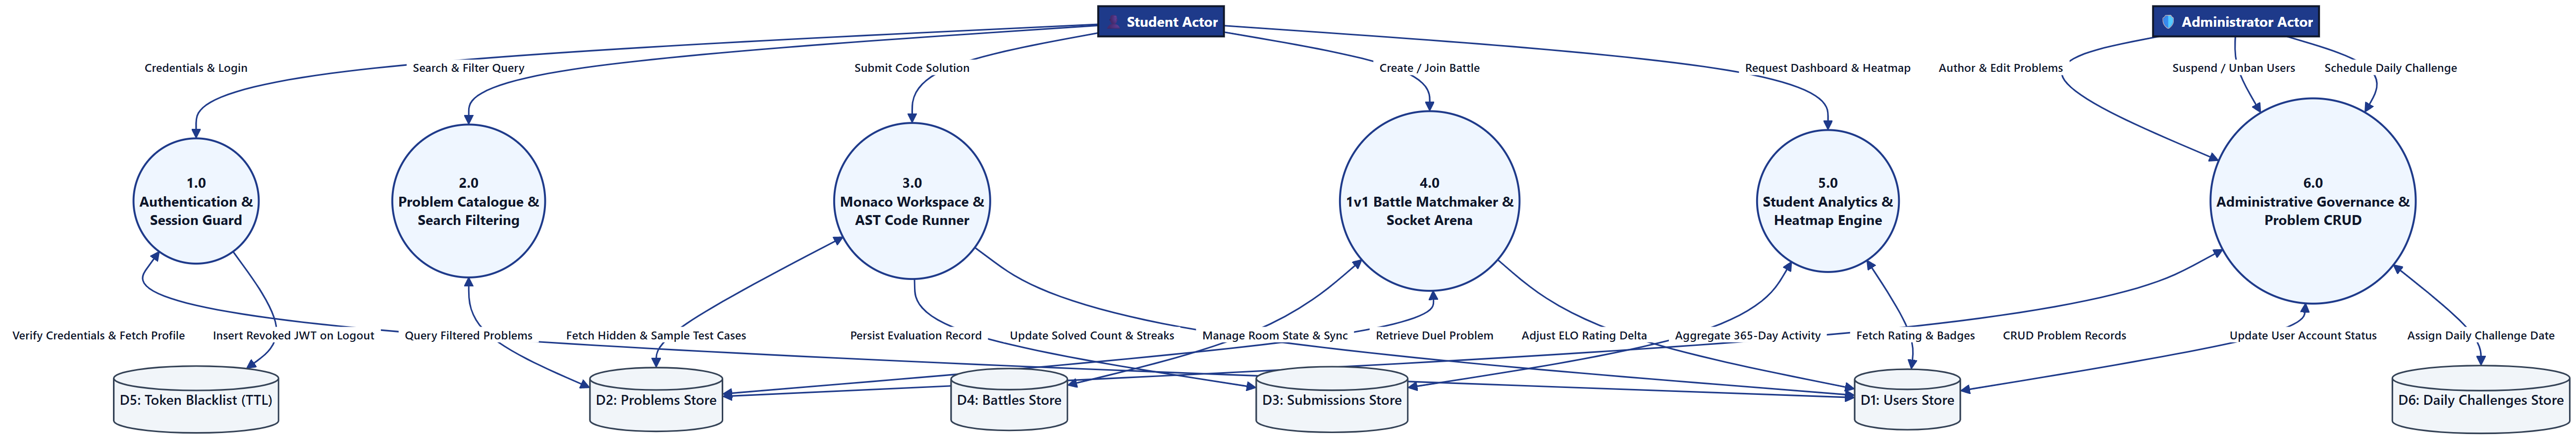 Student Actor
Administrator Actor
Credentials & Login
Search & Filter Query
Submit Code Solution
Create / Join Battle
Request Dashboard & Heatmap
Author & Edit Problems
Suspend / Unban Users
Schedule Daily Challenge
1.0
Authentication &
Session Guard
2.0
Problem Catalogue &
Search Filtering
3.0
Monaco Workspace &
AST Code Runner
4.0
1v1 Battle Matchmaker &
Socket Arena
5.0
Student Analytics &
Heatmap Engine
6.0
Administrative Governance &
Problem CRUD
Verify Credentials & Fetch Profile
Insert Revoked JWT on Logout
Query Filtered Problems
Fetch Hidden & Sample Test Cases
Persist Evaluation Record
Update Solved Count & Streaks
Manage Room State & Sync
Retrieve Duel Problem
Adjust ELO Rating Delta
Aggregate 365-Day Activity
Fetch Rating & Badges
CRUD Problem Records
Update User Account Status
Assign Daily Challenge Date
D5: Token Blacklist (TTL)
D2: Problems Store
D4: Battles Store
D3: Submissions Store
D1: Users Store
D6: Daily Challenges Store